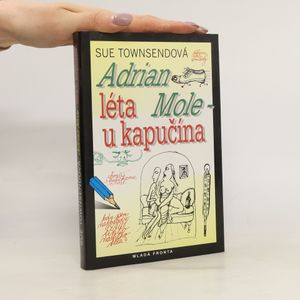 SUE TOWNSENDOVÁ
Adrian
léta Mole -
u kapučína
MLADÁ FRONTA